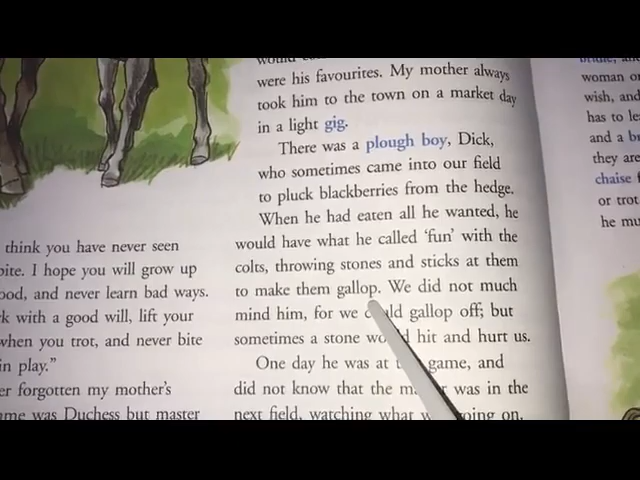 think you have never seen
bite. I hope you will grow up
ood, and never learn bad ways.
k with a good will, lift your
when you trot, and never bite
in play.”
er forgotten my mother’s
me was Duchess but master
were his favourites. My mother always
took him to the town on a market day
in a light gig.
There was a plough boy, Dick,
who sometimes came into our field
to pluck blackberries from the hedge.
When he had eaten all he wanted, he
would have what he called ‘fun’ with the
colts, throwing stones and sticks at them
to make them gallop. We did not much
mind him, for we could gallop off; but
sometimes a stone would hit and hurt us.
One day he was at game, and
did not know that the was in the
next field, watching what going on.
woman o
wish, and
has to le
and a b
they are
chaise
or trot
he mu